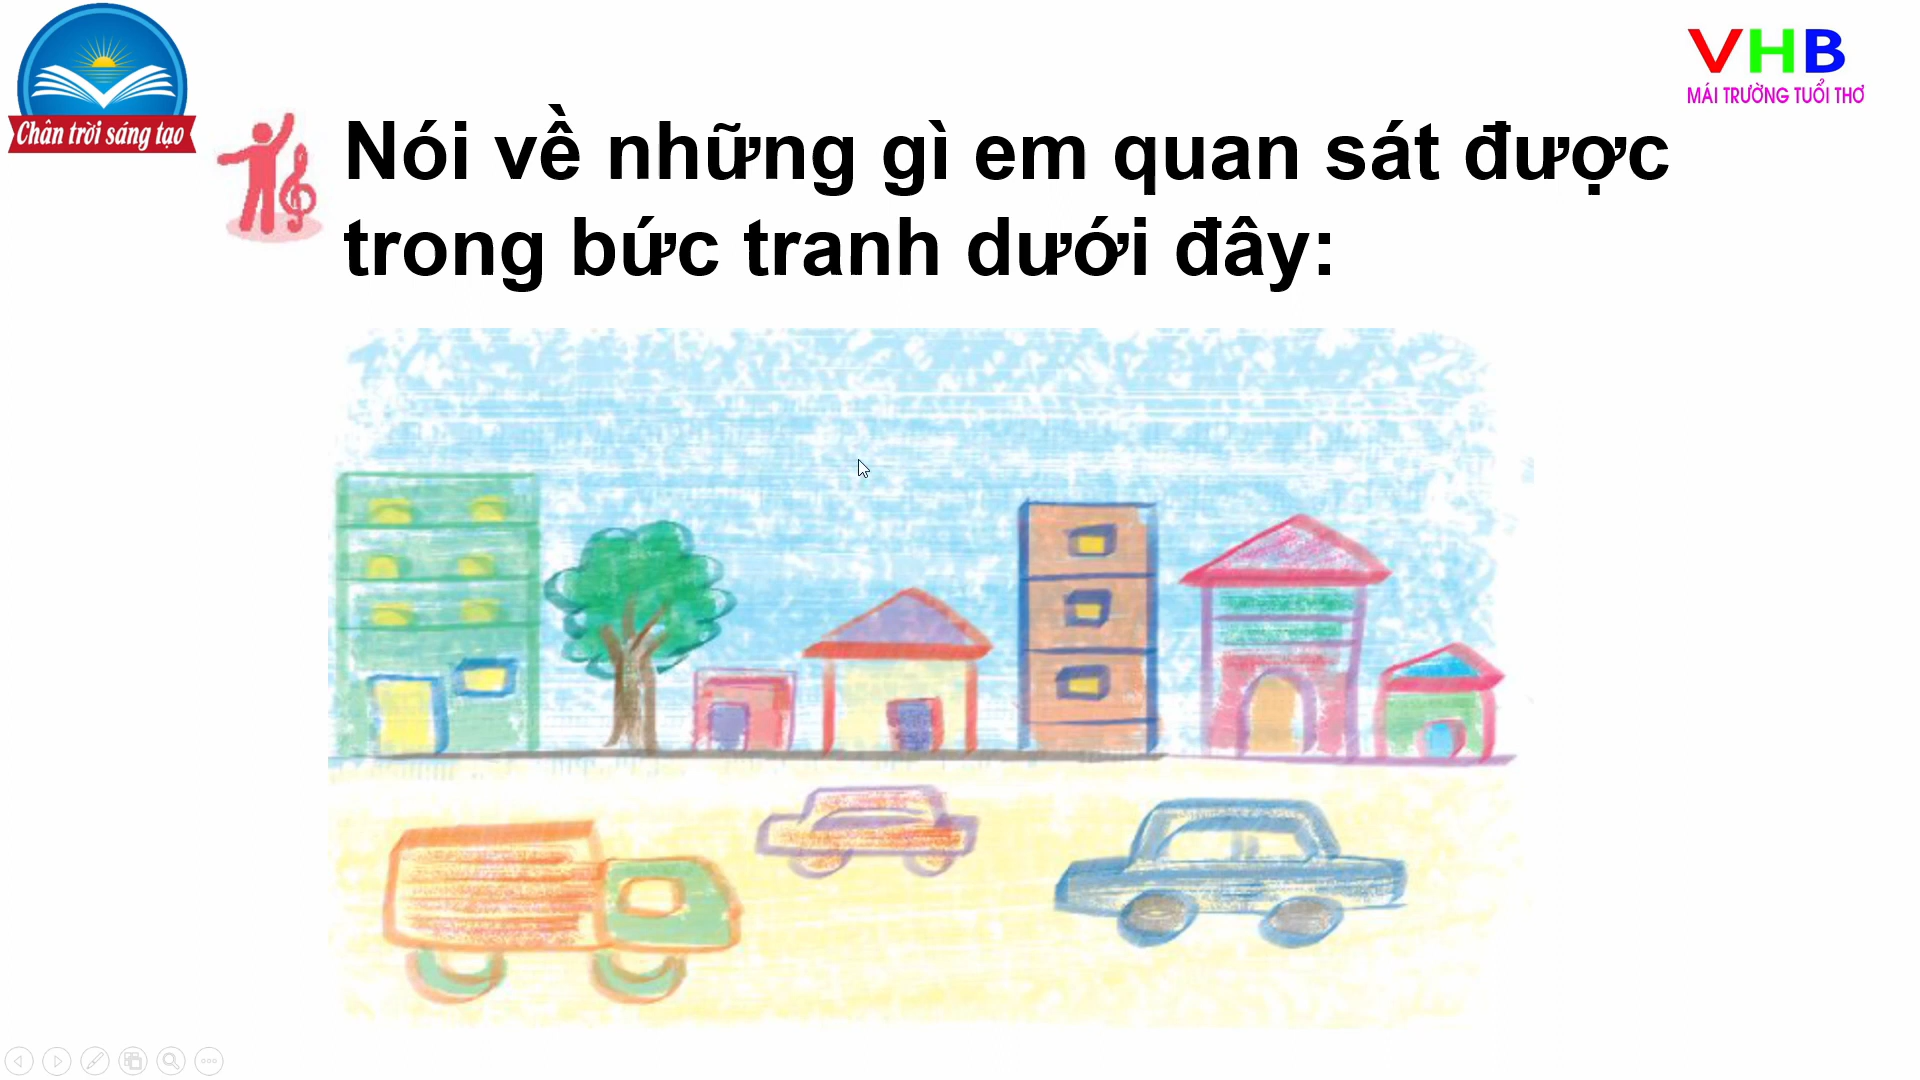 Chân trời sáng tạo
VHB
MÁI TRƯỜNG TUỔI THƠ
Nói về những gì em quan sát được
trong bức tranh dưới đây: